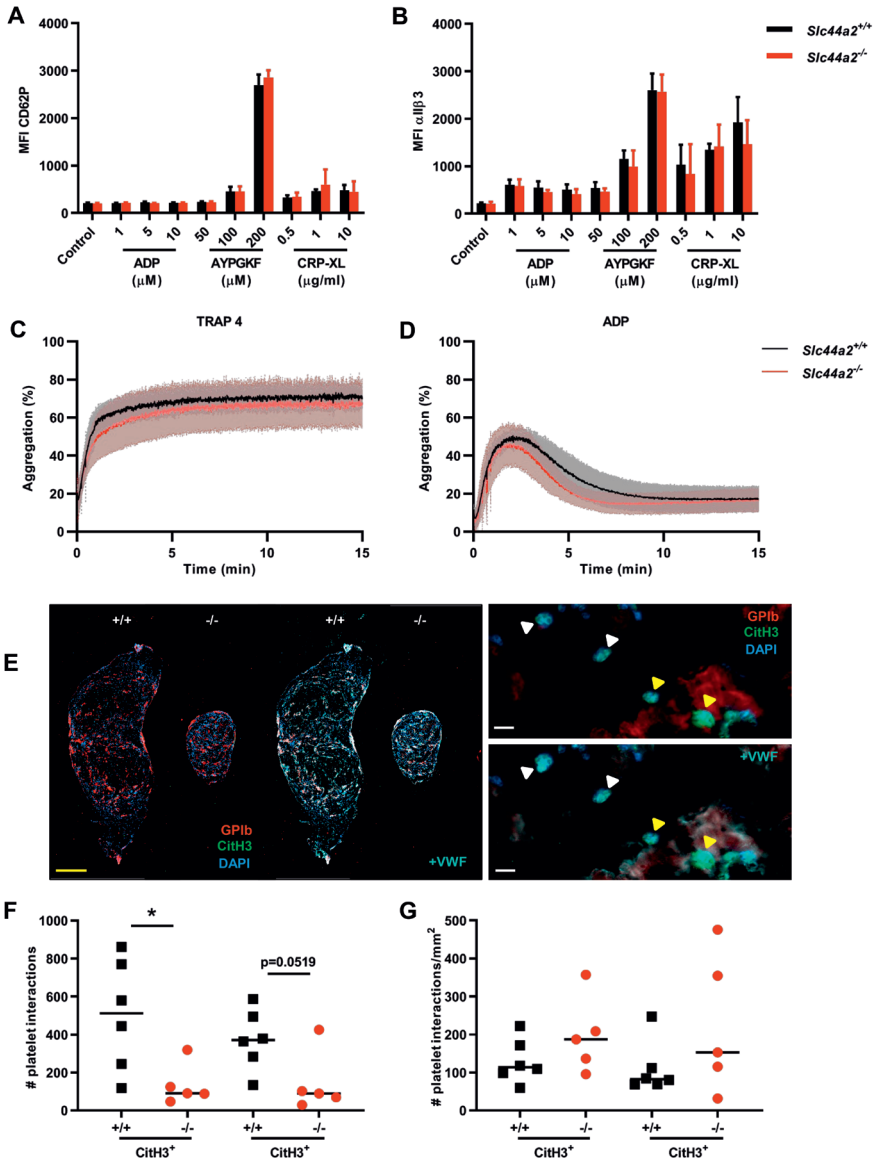 A
B
Slc44a2+/+
Slc44a2-/-
MFI CD62P
4000
3000
2000
1000
0
Control
1
5
10
50
100
200
0.5
1
10
ADP
(μM)
AYPGKF
(μM)
CRP-XL
(μg/ml)
MFI αIIβ3
4000
3000
2000
1000
0
Control
1
5
10
50
100
200
0.5
1
10
ADP
(μM)
AYPGKF
(μM)
CRP-XL
(μg/ml)
C
TRAP 4
Aggregation (%)
100
80
60
40
20
0
0
5
10
15
Time (min)
D
ADP
Slc44a2+/+
Slc44a2-/-
Aggregation (%)
100
80
60
40
20
0
0
5
10
15
Time (min)
E
+/+
-/-
+/+
-/-
GPIb
CitH3
DAPI
+VWF
GPIb
CitH3
DAPI
+VWF
F
# platelet interactions
1000
800
600
400
200
0
*
p=0.0519
+/+
-/-
+/+
-/-
CitH3+
CitH3+
G
# platelet interactions/mm2
500
400
300
200
100
0
+/+
-/-
+/+
-/-
CitH3+
CitH3+